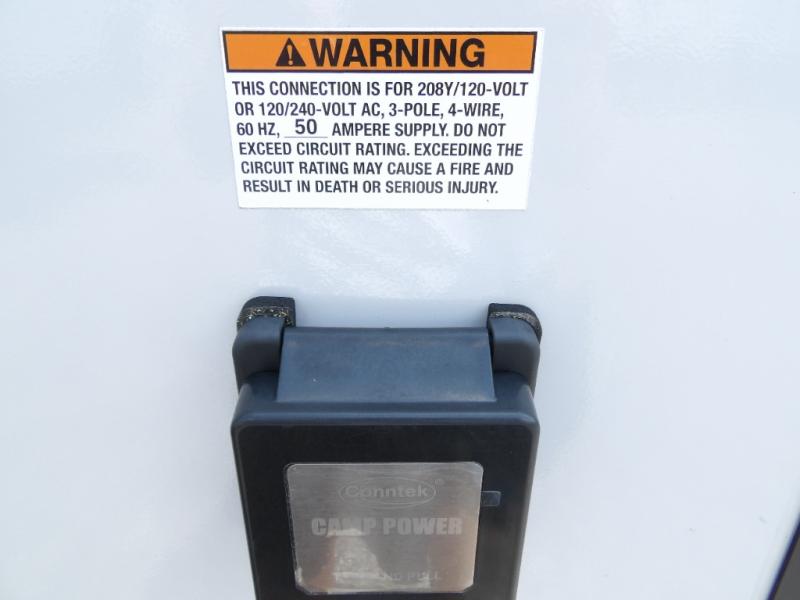 WARNING
THIS CONNECTION IS FOR 208Y/120-VOLT
OR 120/240-VOLT AC, 3-POLE, 4-WIRE,
60 HZ, 50 AMPERE SUPPLY. DO NOT
EXCEED CIRCUIT RATING. EXCEEDING THE
CIRCUIT RATING MAY CAUSE A FIRE AND
RESULT IN DEATH OR SERIOUS INJURY.
Conntek®
CAMP POWER
PULL